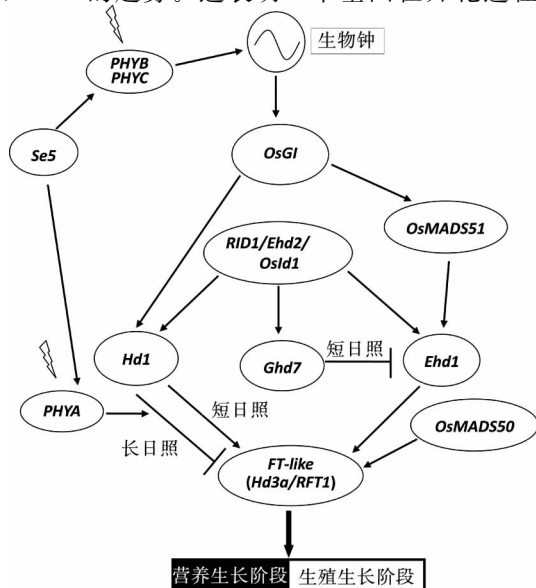 PHYB
PHYC
生物钟
Se5
OsGI
OsMADS51
RID1/Ehd2/
OsId1
Hd1
Ghd7
短日照
Ehd1
PHYA
短日照
长日照
OsMADS50
FT-like
(Hd3a/RFT1)
营养生长阶段 生殖生长阶段